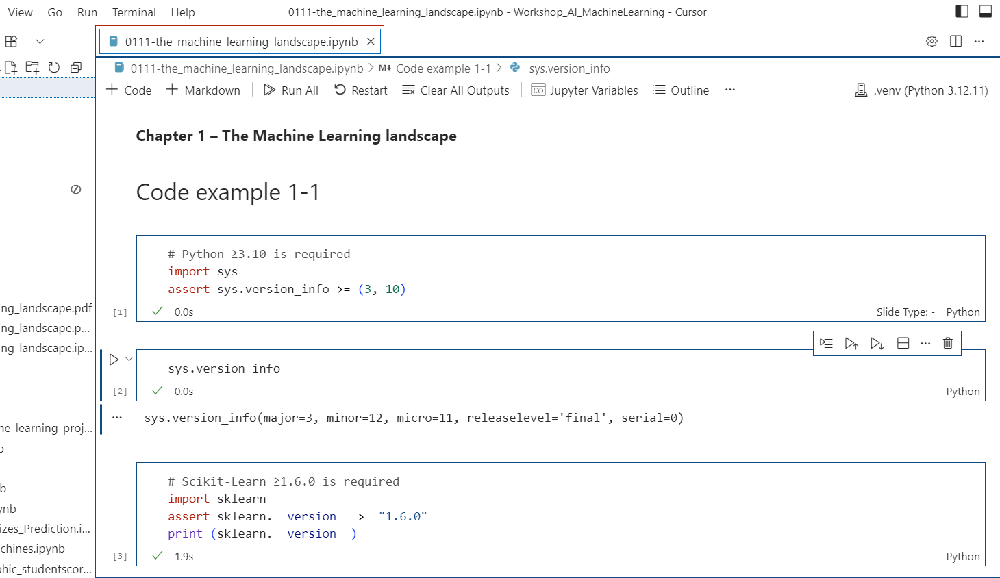 View Go Run Terminal Help 0111-the_machine_learning_landscape.ipynb - Workshop_AI_MachineLearning - Cursor
0111-the_machine_learning_landscape.ipynb
0111-the_machine_learning_landscape.ipynb > M↓ Code example 1-1 > sys.version_info
+ Code + Markdown | Run All Restart Clear All Outputs | Jupyter Variables Outline ··· .venv (Python 3.12.11)
Chapter 1 – The Machine Learning landscape
Code example 1-1
# Python ≥3.10 is required
import sys
assert sys.version_info >= (3, 10)
[1] 0.0s Slide Type: - Python
sys.version_info
[2] 0.0s Python
sys.version_info(major=3, minor=12, micro=11, releaselevel='final', serial=0)
# Scikit-Learn ≥1.6.0 is required
import sklearn
assert sklearn.__version__ >= "1.6.0"
print (sklearn.__version__)
[3] 1.9s Python
ng_landscape.pdf
ng_landscape.p...
ng_landscape.ip...
ne_learning_proj...
b
b
ynb
izes_Prediction.i...
chines.ipynb
phic_studentscor...